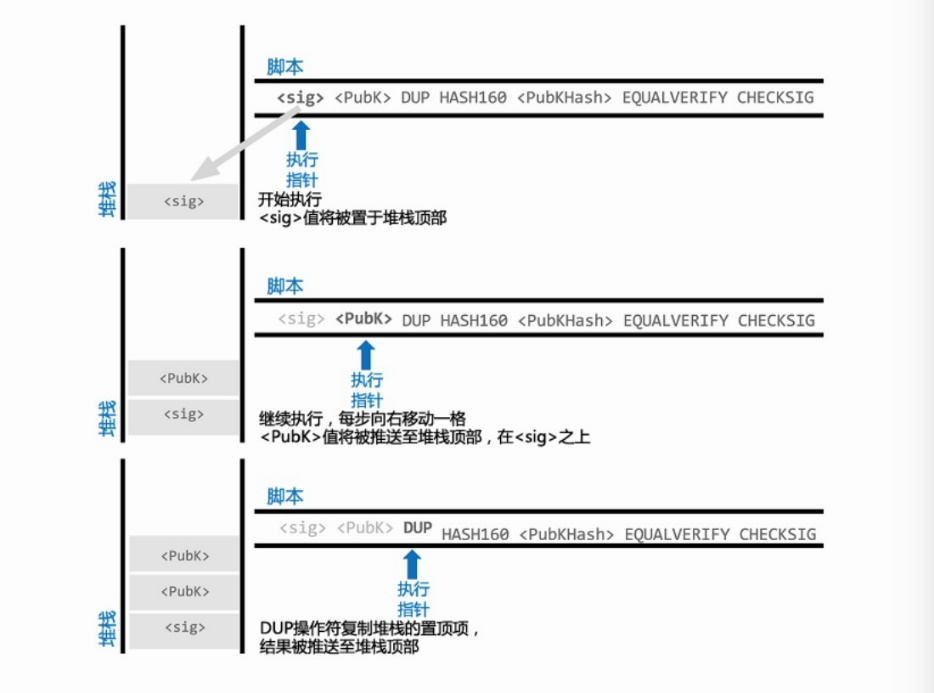 脚本
<sig> <PubK> DUP HASH160 <PubKHash> EQUALVERIFY CHECKSIG
执行
指针
堆栈
<sig>
开始执行
<sig>值将被置于堆栈顶部
脚本
<sig> <PubK> DUP HASH160 <PubKHash> EQUALVERIFY CHECKSIG
执行
指针
堆栈
<PubK>
<sig>
继续执行，每步向右移动一格
<PubK>值将被推送至堆栈顶部，在<sig>之上
脚本
<sig> <PubK> DUP HASH160 <PubKHash> EQUALVERIFY CHECKSIG
执行
指针
堆栈
<PubK>
<PubK>
<sig>
DUP操作符复制堆栈的置顶项，
结果被推送至堆栈顶部